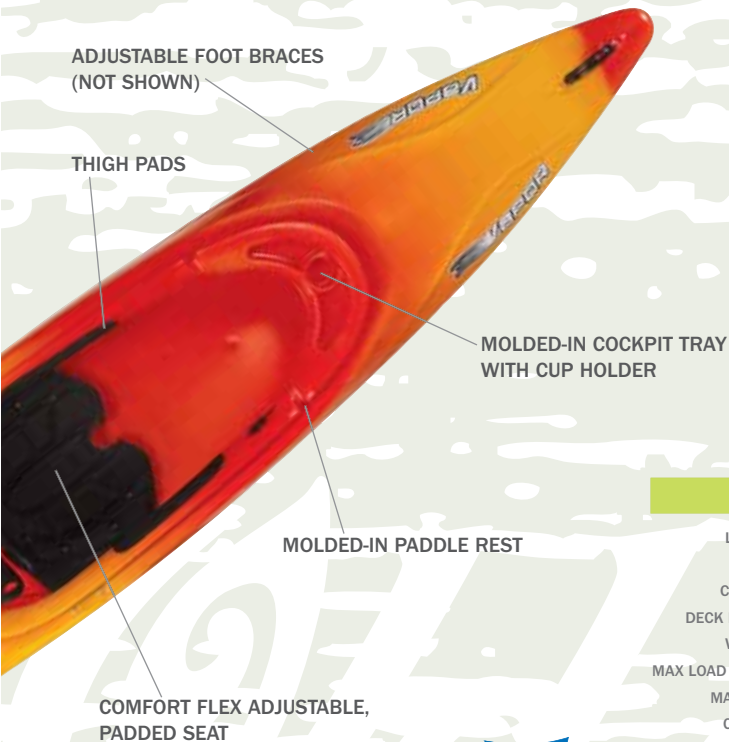 ADJUSTABLE FOOT BRACES
(NOT SHOWN)
VAPOR
THIGH PADS
VAPOR
MOLDED-IN COCKPIT TRAY
WITH CUP HOLDER
MOLDED-IN PADDLE REST
DECK
MAX LOAD
COMFORT FLEX ADJUSTABLE,
PADDED SEAT